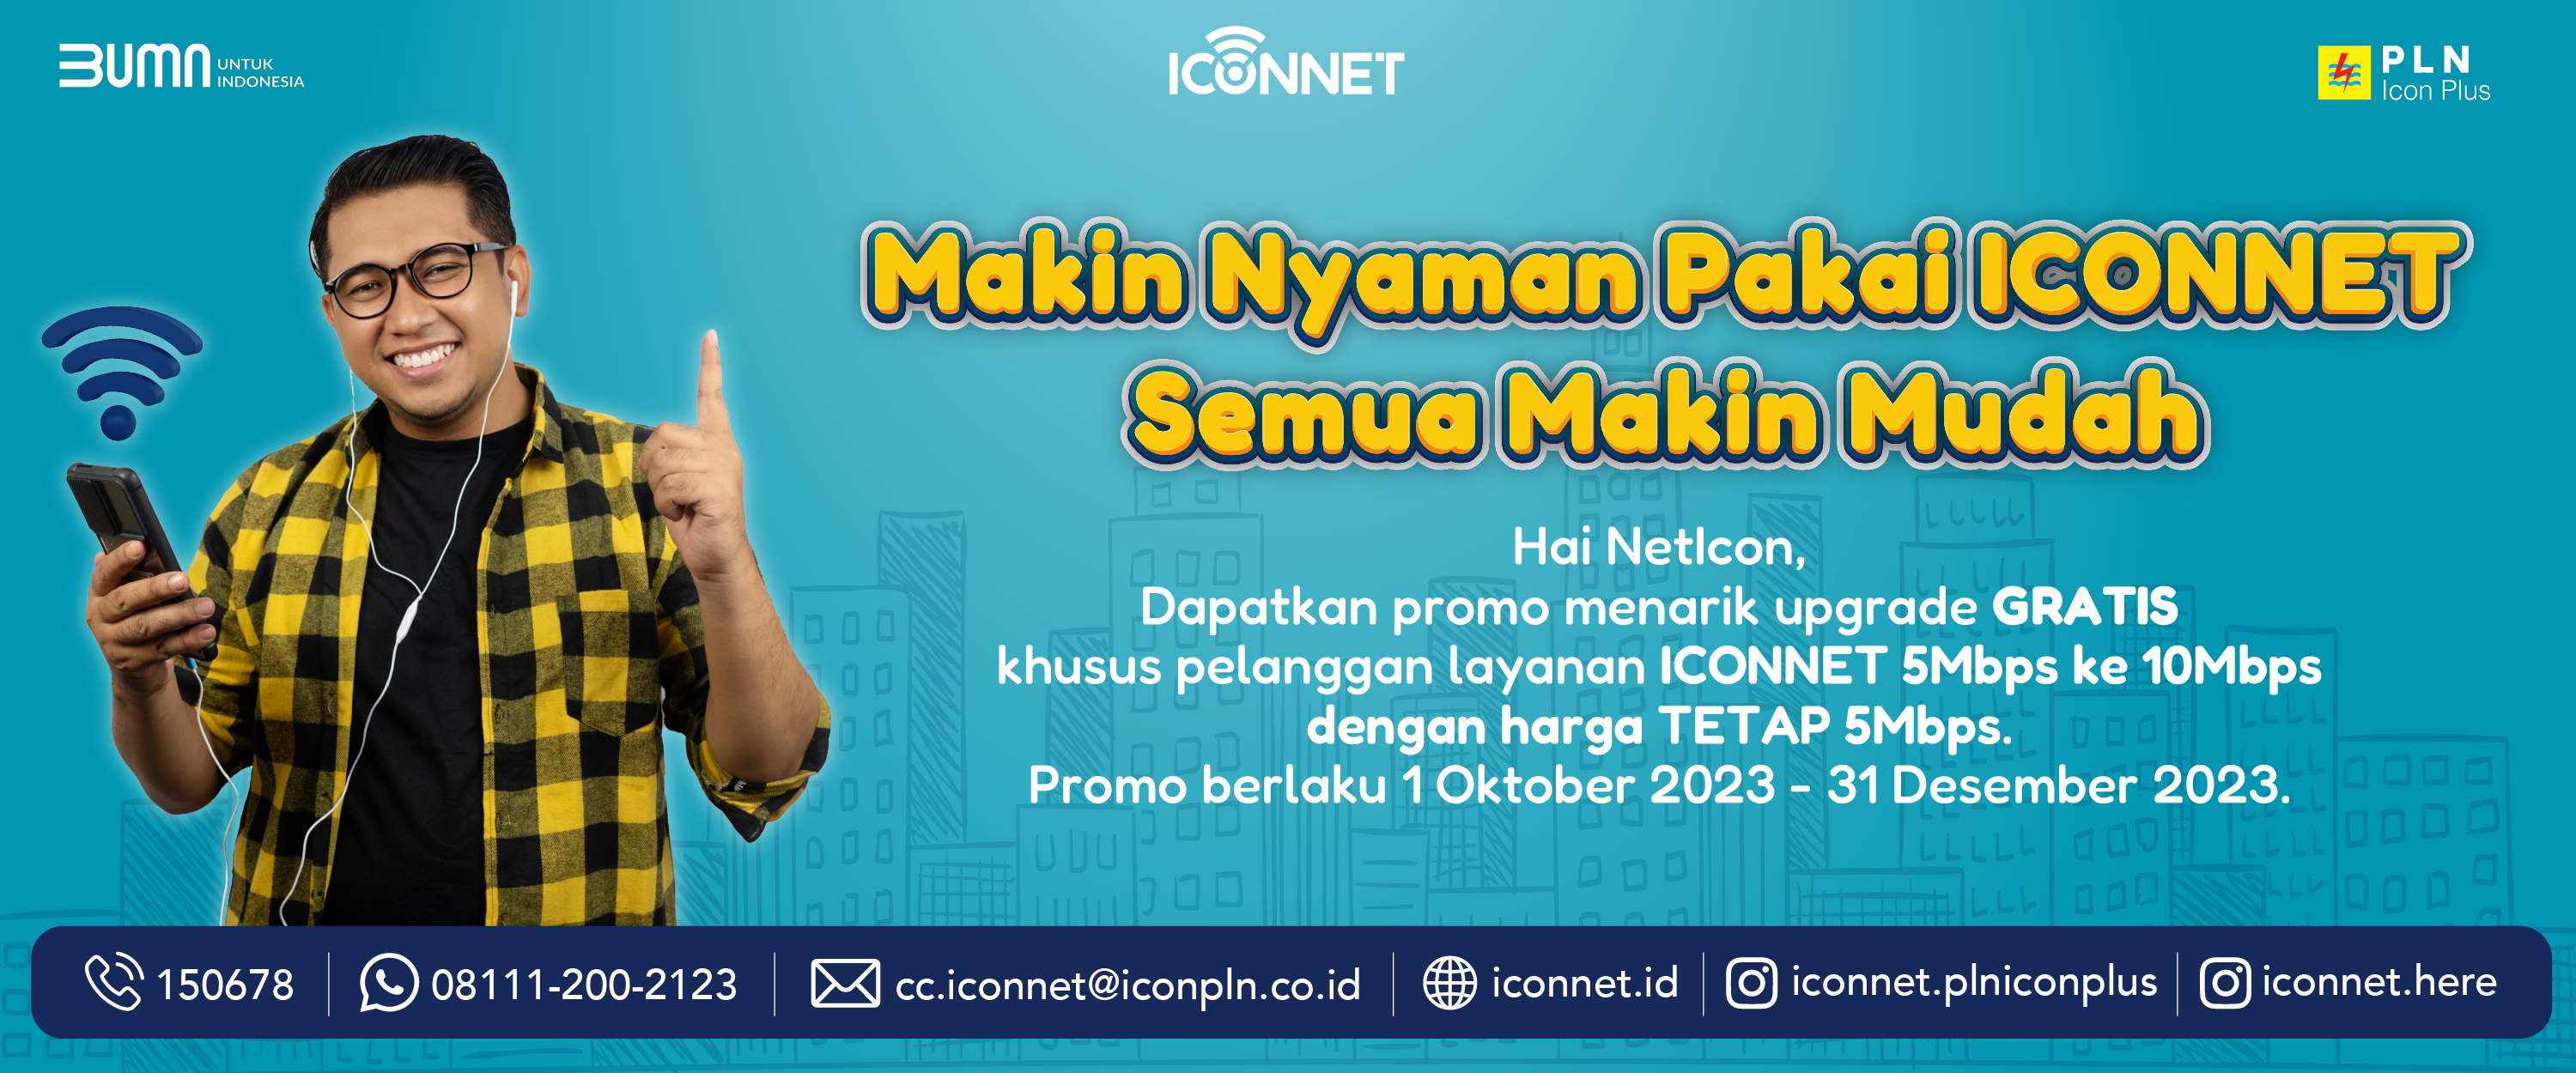 BUMN UNTUK
INDONESIA
ICONNET
PLN
Icon Plus
Makin Nyaman Pakai ICONNET
Semua Makin Mudah
Hai NetIcon,
Dapatkan promo menarik upgrade GRATIS
khusus pelanggan layanan ICONNET 5Mbps ke 10Mbps
dengan harga TETAP 5Mbps.
Promo berlaku 1 Oktober 2023 - 31 Desember 2023.
150678
08111-200-2123
cc.iconnet@iconpln.co.id
iconnet.id
iconnet.plniconplus
iconnet.here